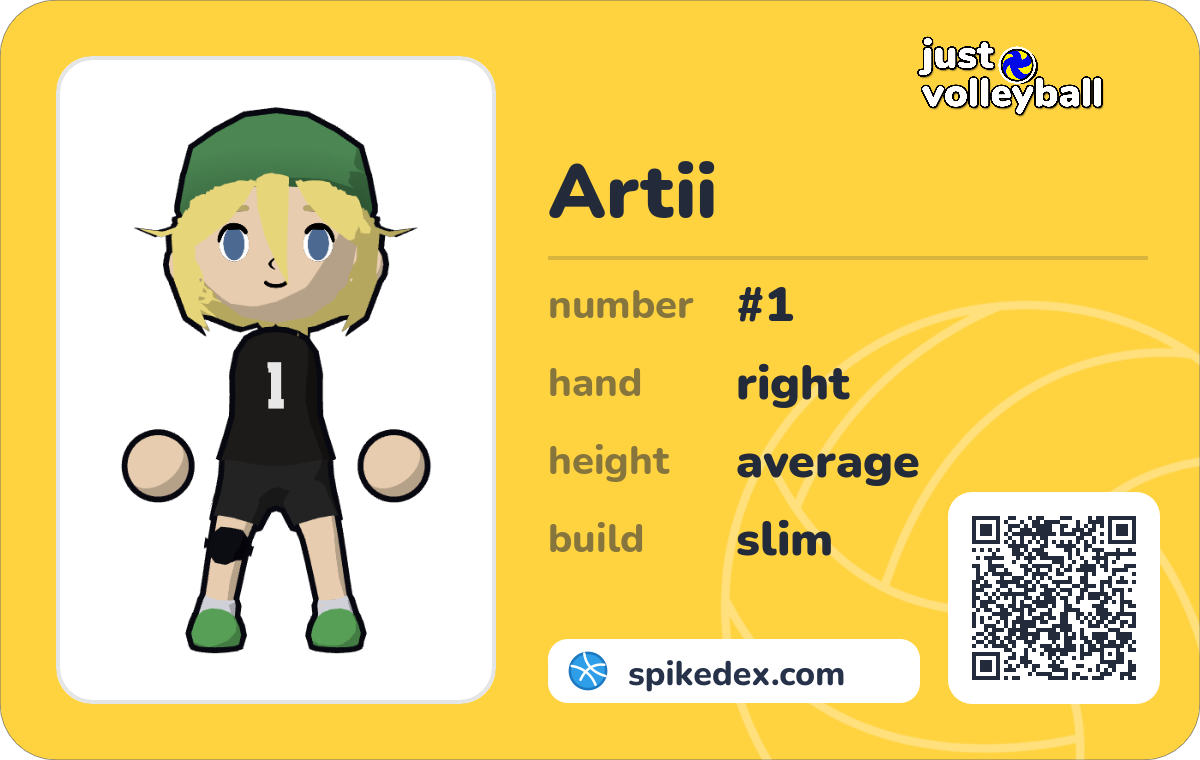 just
volleyball
Artii
number #1
hand right
height average
build slim
1
spikedex.com